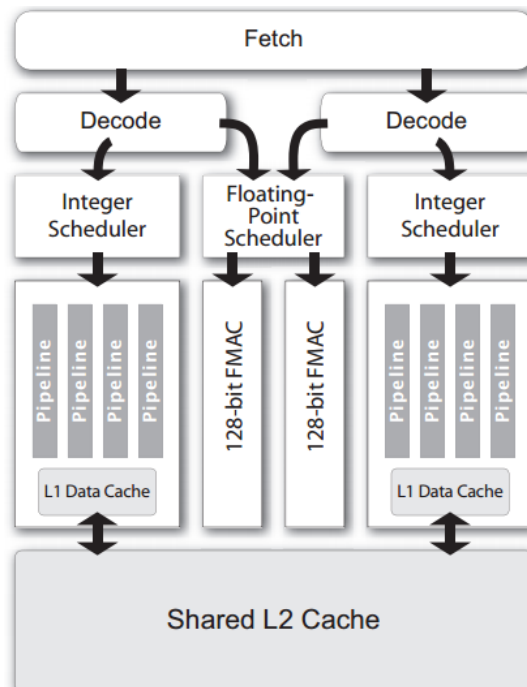 Fetch
Decode
Decode
Integer
Scheduler
Floating-
Point
Scheduler
Integer
Scheduler
Pipeline
Pipeline
Pipeline
Pipeline
128-bit FMAC
128-bit FMAC
Pipeline
Pipeline
Pipeline
Pipeline
L1 Data Cache
L1 Data Cache
Shared L2 Cache